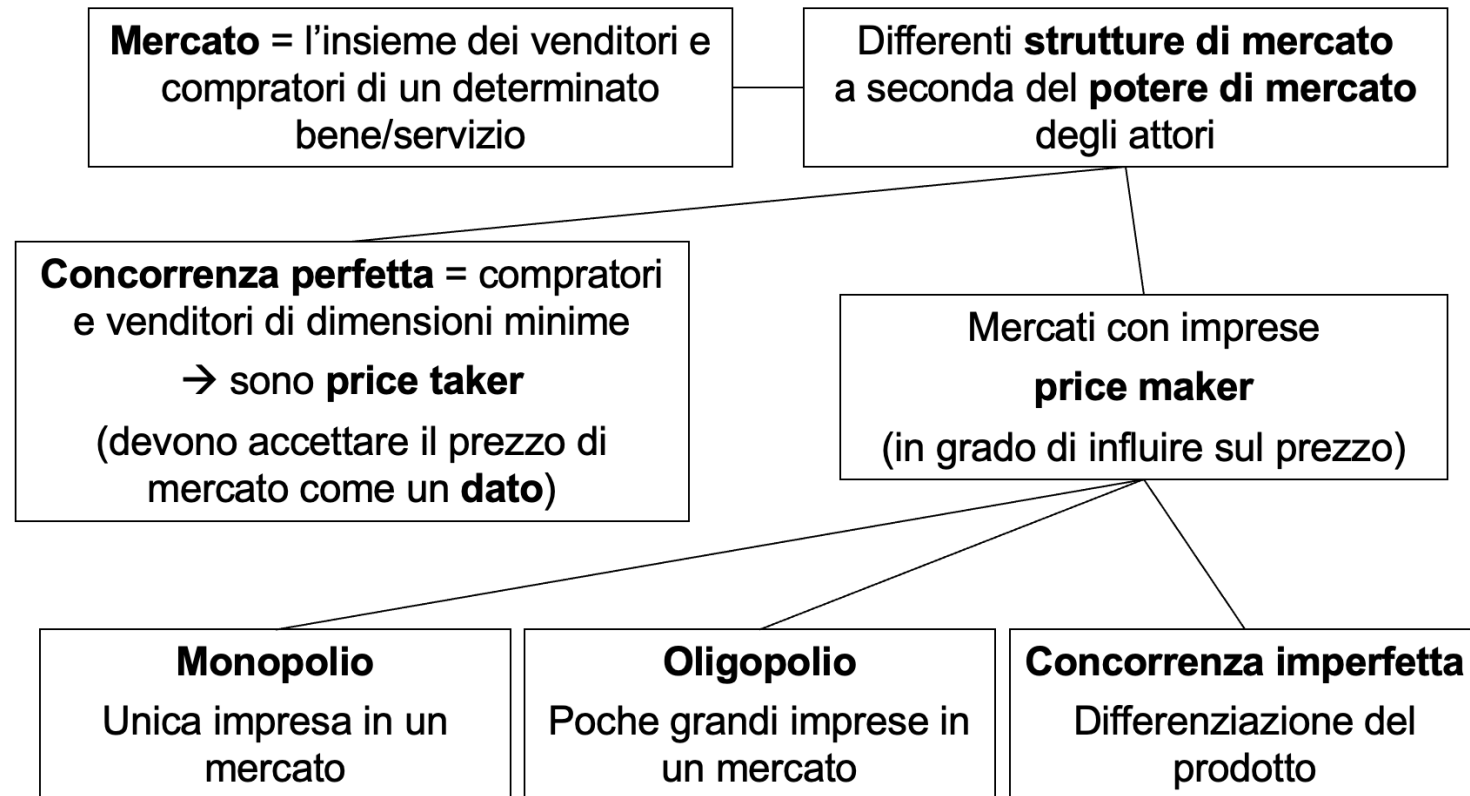 Mercato = l’insieme dei venditori e
compratori di un determinato
bene/servizio
Differenti strutture di mercato
a seconda del potere di mercato
degli attori
Concorrenza perfetta = compratori
e venditori di dimensioni minime
→ sono price taker
(devono accettare il prezzo di
mercato come un dato)
Mercati con imprese
price maker
(in grado di influire sul prezzo)
Monopolio
Unica impresa in un
mercato
Oligopolio
Poche grandi imprese in
un mercato
Concorrenza imperfetta
Differenziazione del
prodotto